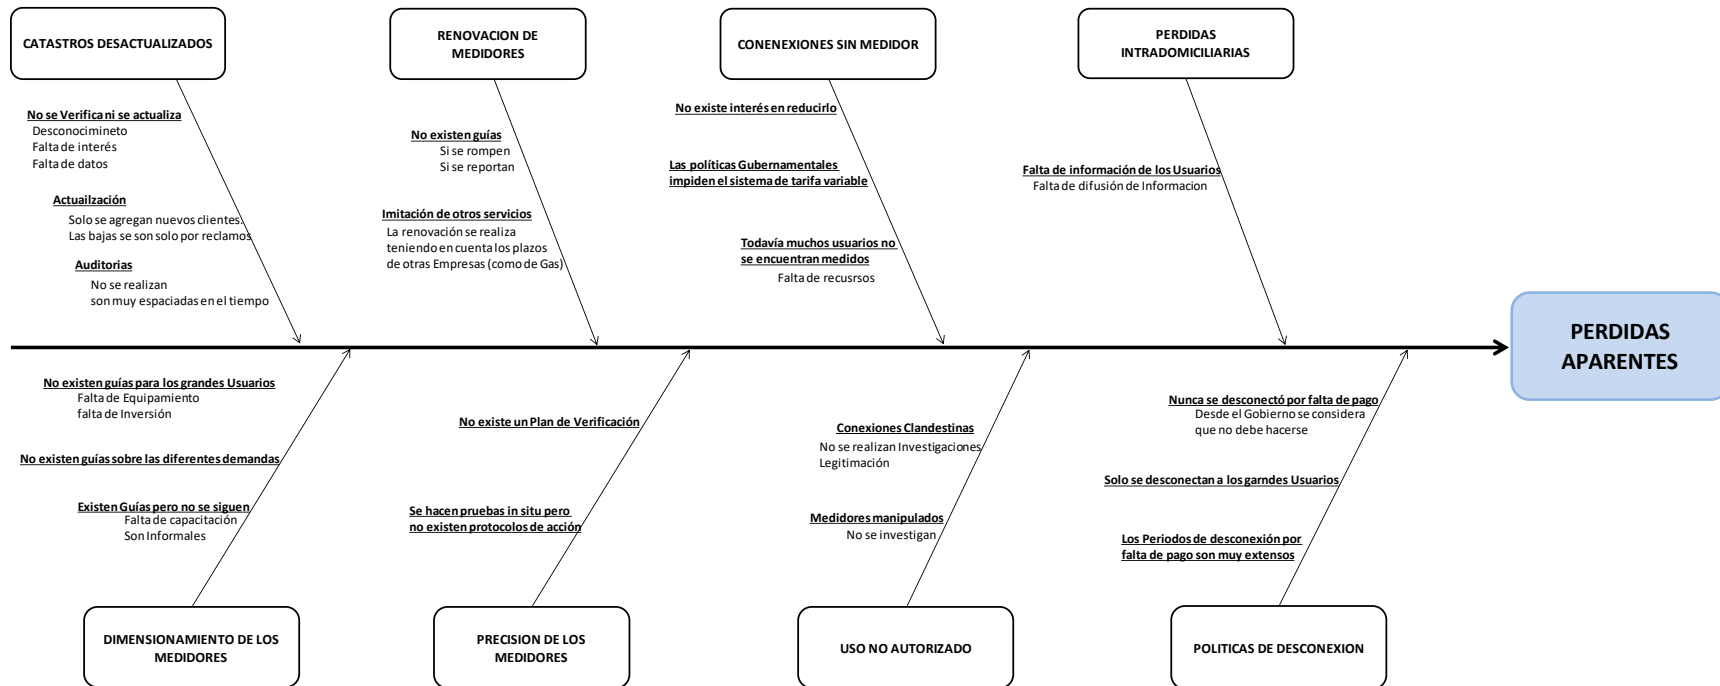 CATASTROS DESACTUALIZADOS
RENOVACION DE
MEDIDORES
CONENEXIONES SIN MEDIDOR
PERDIDAS
INTRADOMICILIARIAS
No se Verifica ni se actualiza
Desconocimineto
Falta de interés
Falta de datos
Actuailzación
Solo se agregan nuevos clientes.
Las bajas se son solo por reclamos
Auditorias
No se realizan
son muy espaciadas en el tiempo
No existen guías
Si se rompen
Si se reportan
Imitación de otros servicios
La renovación se realiza
teniendo en cuenta los plazos
de otras Empresas (como de Gas)
No existe interés en reducirlo
Las políticas Gubernamentales
impiden el sistema de tarifa variable
Todavía muchos usuarios no
se encuentran medidos
Falta de recusrsos
Falta de información de los Usuarios
Falta de difusión de Informacion
PERDIDAS
APARENTES
No existen guías para los grandes Usuarios
Falta de Equipamiento
falta de Inversión
No existen guías sobre las diferentes demandas
Existen Guías pero no se siguen
Falta de capacitación
Son Informales
No existe un Plan de Verificación
Se hacen pruebas in situ pero
no existen protocolos de acción
Conexiones Clandestinas
No se realizan Investigaciones
Legitimación
Medidores manipulados
No se investigan
Nunca se desconectó por falta de pago
Desde el Gobierno se considera
que no debe hacerse
Solo se desconectan a los garndes Usuarios
Los Periodos de desconexión por
falta de pago son muy extensos
DIMENSIONAMIENTO DE LOS
MEDIDORES
PRECISION DE LOS
MEDIDORES
USO NO AUTORIZADO
POLITICAS DE DESCONEXION